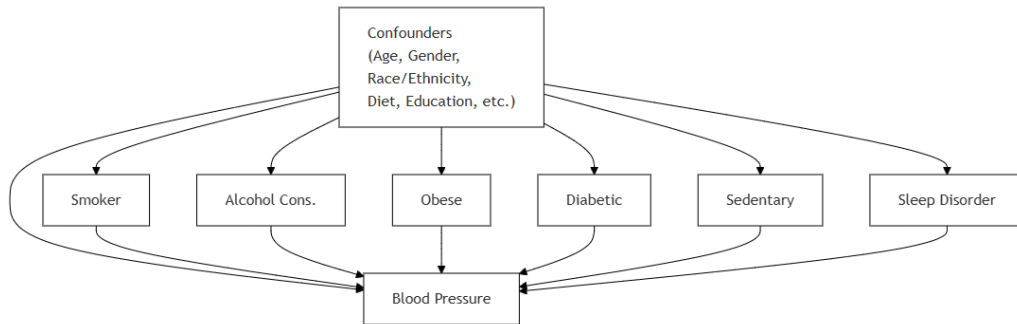 Confounders
(Age, Gender,
Race/Ethnicity,
Diet, Education, etc.)
Smoker
Alcohol Cons.
Obese
Diabetic
Sedentary
Sleep Disorder
Blood Pressure